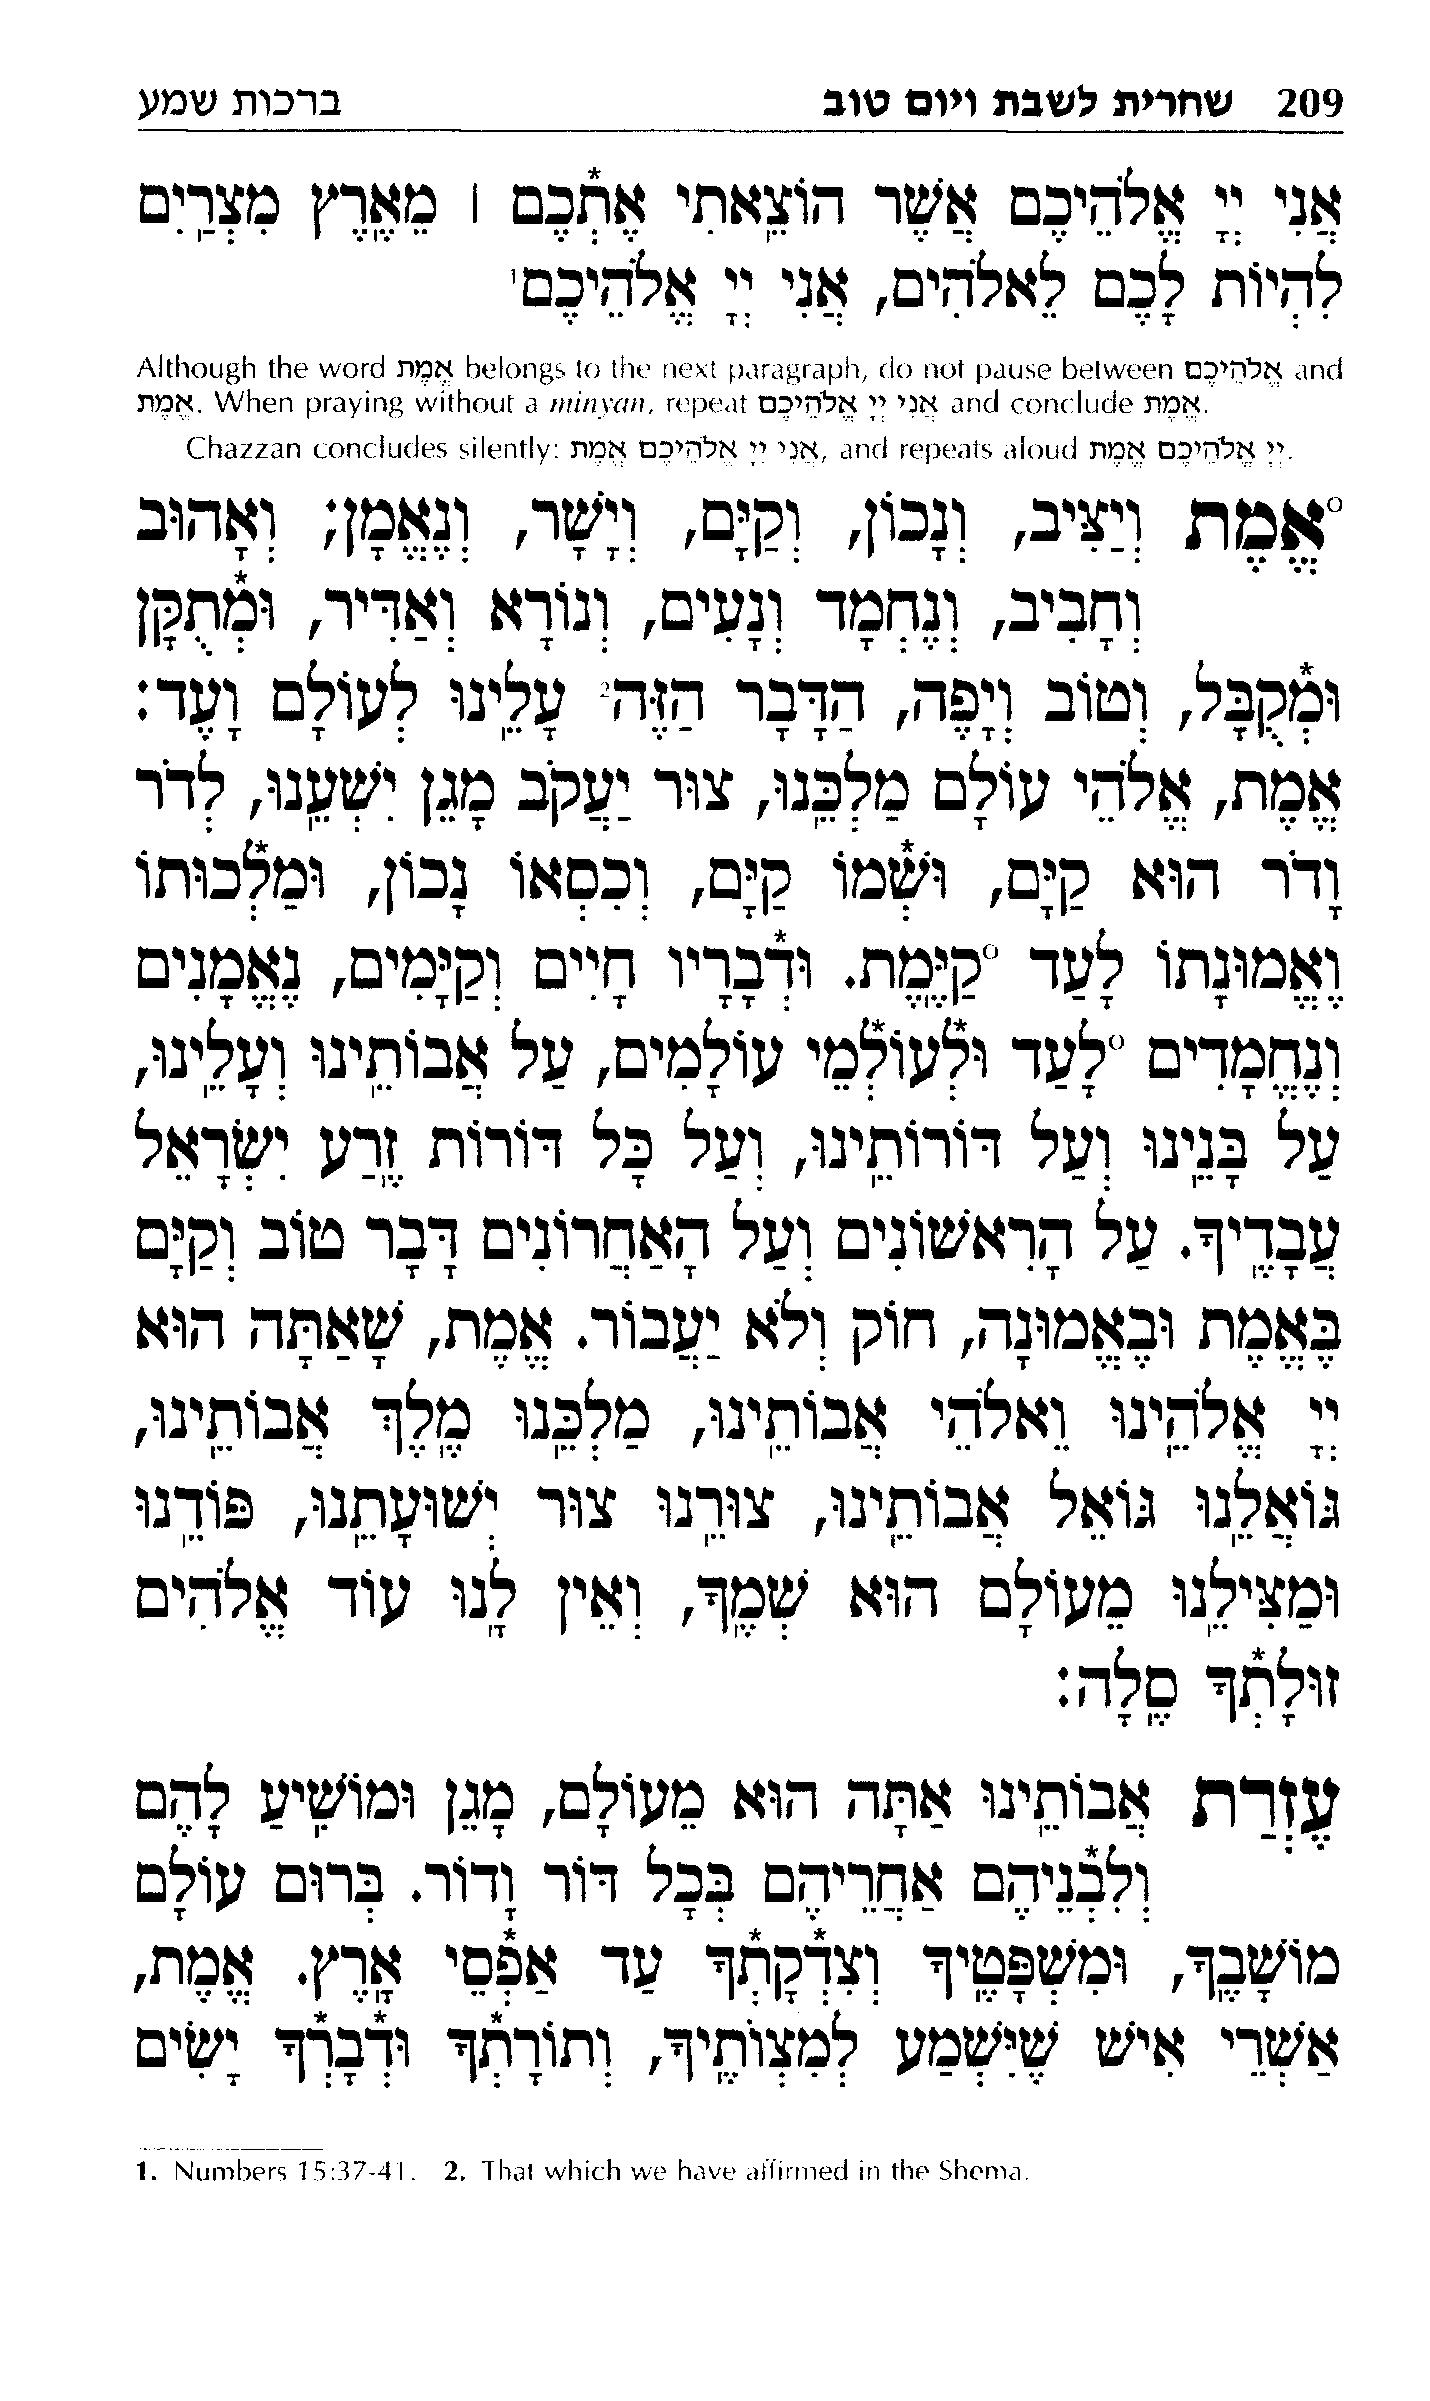 209 שחרית לשבת ויום טוב ברכות שמע
אֲנִי יְיָ אֱלֹהֵיכֶם אֲשֶׁר הוֹצֵאתִי אֶתְכֶם | מֵאֶרֶץ מִצְרַיִם
לִהְיוֹת לָכֶם לֵאלֹהִים, אֲנִי יְיָ אֱלֹהֵיכֶם¹
Although the word אֱמֶת belongs to the next paragraph, do not pause between אֱלֹהֵיכֶם and
אֱמֶת. When praying without a minyan, repeat אֲנִי יְיָ אֱלֹהֵיכֶם and conclude אֱמֶת.
Chazzan concludes silently: אֲנִי יְיָ אֱלֹהֵיכֶם אֱמֶת, and repeats aloud יְיָ אֱלֹהֵיכֶם אֱמֶת.
°אֱמֶת וְיַצִּיב, וְנָכוֹן, וְקַיָּם, וְיָשָׁר, וְנֶאֱמָן; וְאָהוּב
וְחָבִיב, וְנֶחְמָד וְנָעִים, וְנוֹרָא וְאַדִּיר, וּמְ*תֻקָּן
וּמְ*קֻבָּל, וְטוֹב וְיָפֶה, הַדָּבָר הַזֶּה² עָלֵינוּ לְעוֹלָם וָעֶד:
אֱמֶת, אֱלֹהֵי עוֹלָם מַלְכֵּנוּ, צוּר יַעֲקֹב מָגֵן יִשְׁעֵנוּ, לְדֹר
וָדֹר הוּא קַיָּם, וּשְׁ*מוֹ קַיָּם, וְכִסְאוֹ נָכוֹן, וּמַלְ*כוּתוֹ
וֶאֱמוּנָתוֹ לָעַד °קַיֶּמֶת. וּדְ*בָרָיו חָיִים וְקַיָּמִים, נֶאֱמָנִים
וְנֶחֱמָדִים °לָעַד וּלְ*עוֹלְ*מֵי עוֹלָמִים, עַל אֲבוֹתֵינוּ וְעָלֵינוּ,
עַל בָּנֵינוּ וְעַל דּוֹרוֹתֵינוּ, וְעַל כָּל דּוֹרוֹת זֶרַע יִשְׂרָאֵל
עֲבָדֶיךָ. עַל הָרִאשׁוֹנִים וְעַל הָאַחֲרוֹנִים דָּבָר טוֹב וְקַיָּם
בֶּאֱמֶת וּבֶאֱמוּנָה, חוֹק וְלֹא יַעֲבוֹר. אֱמֶת, שָׁאַתָּה הוּא
יְיָ אֱלֹהֵינוּ וֵאלֹהֵי אֲבוֹתֵינוּ, מַלְכֵּנוּ מֶלֶךְ אֲבוֹתֵינוּ,
גּוֹאֲלֵנוּ גּוֹאֵל אֲבוֹתֵינוּ, צוּרֵנוּ צוּר יְשׁוּעָתֵנוּ, פּוֹדֵנוּ
וּמַצִּילֵנוּ מֵעוֹלָם הוּא שְׁמֶךָ, וְאֵין לָנוּ עוֹד אֱלֹהִים
זוּלָתְ*ךָ סֶלָה:
עֶזְרַת אֲבוֹתֵינוּ אַתָּה הוּא מֵעוֹלָם, מָגֵן וּמוֹשִׁיעַ לָהֶם
וְלִבְ*נֵיהֶם אַחֲרֵיהֶם בְּכָל דּוֹר וָדוֹר. בְּרוּם עוֹלָם
מוֹשָׁבֶךָ, וּמִשְׁפָּטֶיךָ וְצִדְ*קָתְ*ךָ עַד אַפְ*סֵי אָרֶץ. אֱמֶת,
אַשְׁרֵי אִישׁ שֶׁיִּשְׁמַע לְמִצְוֹתֶיךָ, וְתוֹרָתְ*ךָ וּדְ*בָרְ*ךָ יָשִׂים
1. Numbers 15:37-41. 2. That which we have affirmed in the Shema.